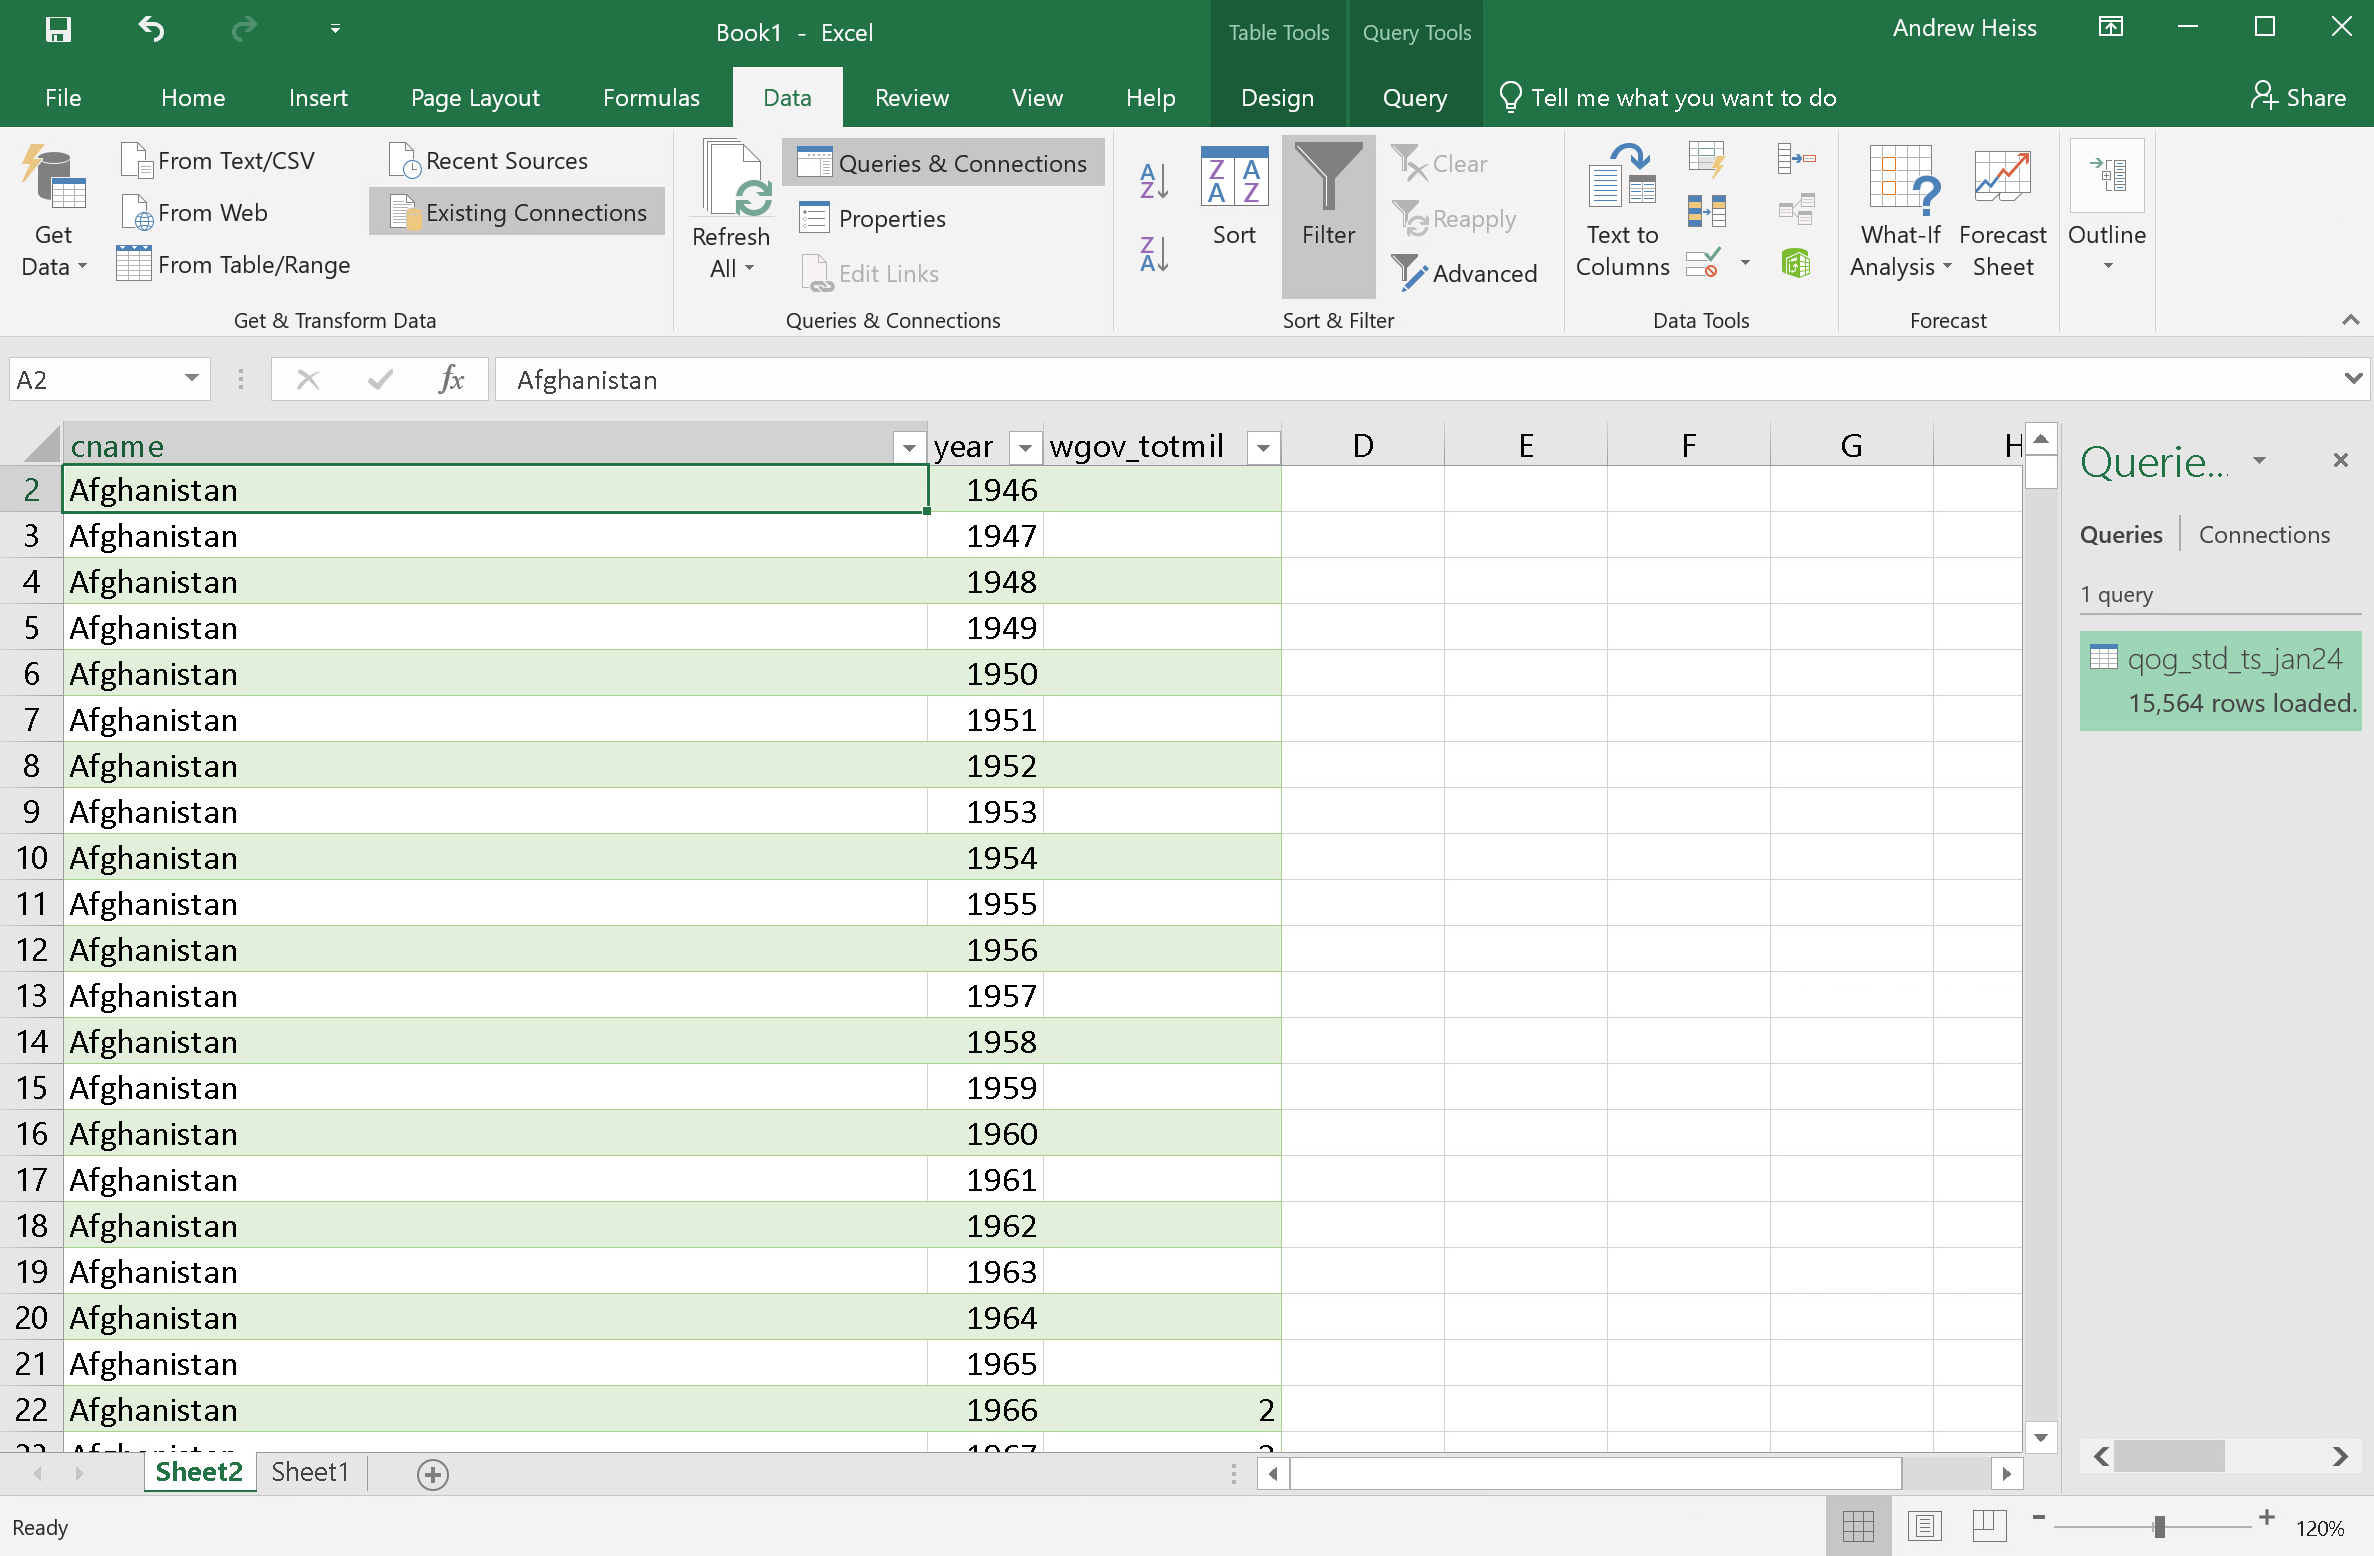 Book1 - Excel
Table Tools
Query Tools
Andrew Heiss
File
Home
Insert
Page Layout
Formulas
Data
Review
View
Help
Design
Query
Tell me what you want to do
Share
Get Data
From Text/CSV
From Web
From Table/Range
Recent Sources
Existing Connections
Get & Transform Data
Refresh All
Queries & Connections
Properties
Edit Links
Queries & Connections
Sort
Filter
Clear
Reapply
Advanced
Sort & Filter
Text to Columns
Data Tools
What-If Analysis
Forecast Sheet
Forecast
Outline
A2
fx
Afghanistan
cname year wgov_totmil D E F G H
2 Afghanistan 1946
3 Afghanistan 1947
4 Afghanistan 1948
5 Afghanistan 1949
6 Afghanistan 1950
7 Afghanistan 1951
8 Afghanistan 1952
9 Afghanistan 1953
10 Afghanistan 1954
11 Afghanistan 1955
12 Afghanistan 1956
13 Afghanistan 1957
14 Afghanistan 1958
15 Afghanistan 1959
16 Afghanistan 1960
17 Afghanistan 1961
18 Afghanistan 1962
19 Afghanistan 1963
20 Afghanistan 1964
21 Afghanistan 1965
22 Afghanistan 1966 2
Querie...
Queries
Connections
1 query
qog_std_ts_jan24
15,564 rows loaded.
Sheet2
Sheet1
Ready
120%